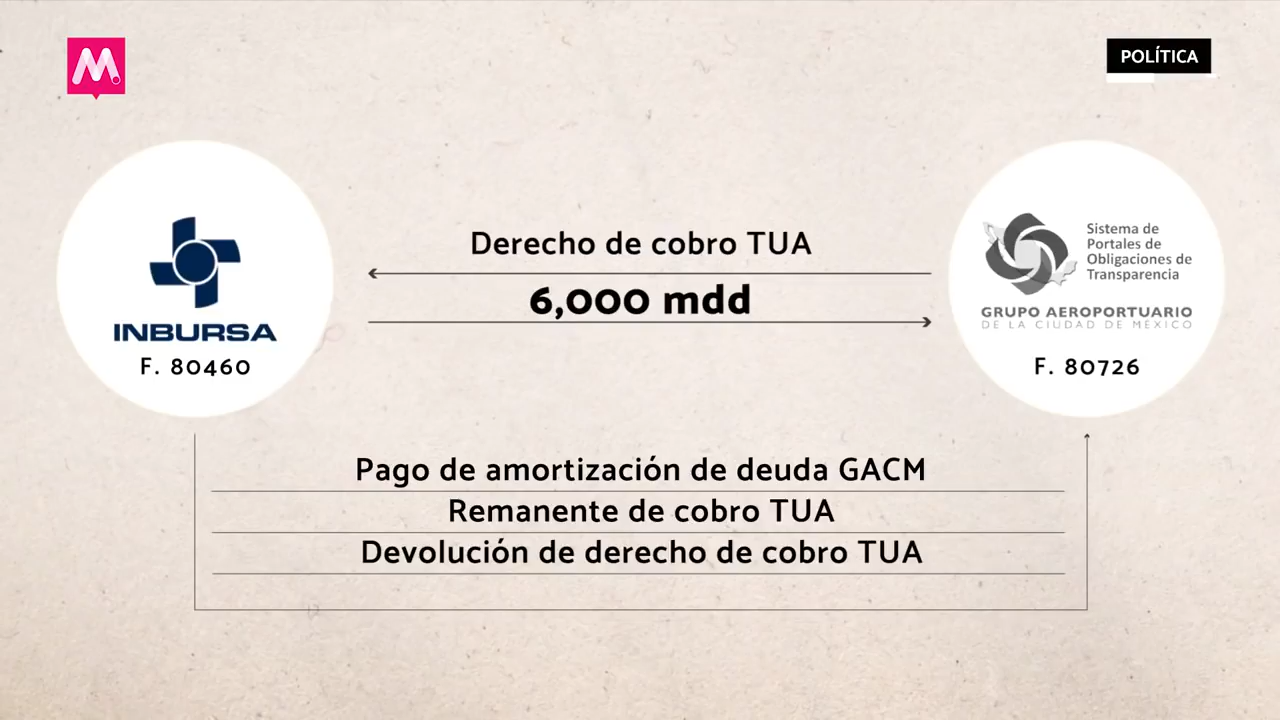 M.
POLÍTICA
Derecho de cobro TUA
6,000 mdd
INBURSA
F. 80460
Sistema de
Portales de
Obligaciones de
Transparencia
GRUPO AEROPORTUARIO
DE LA CIUDAD DE MÉXICO
F. 80726
Pago de amortización de deuda GACM
Remanente de cobro TUA
Devolución de derecho de cobro TUA